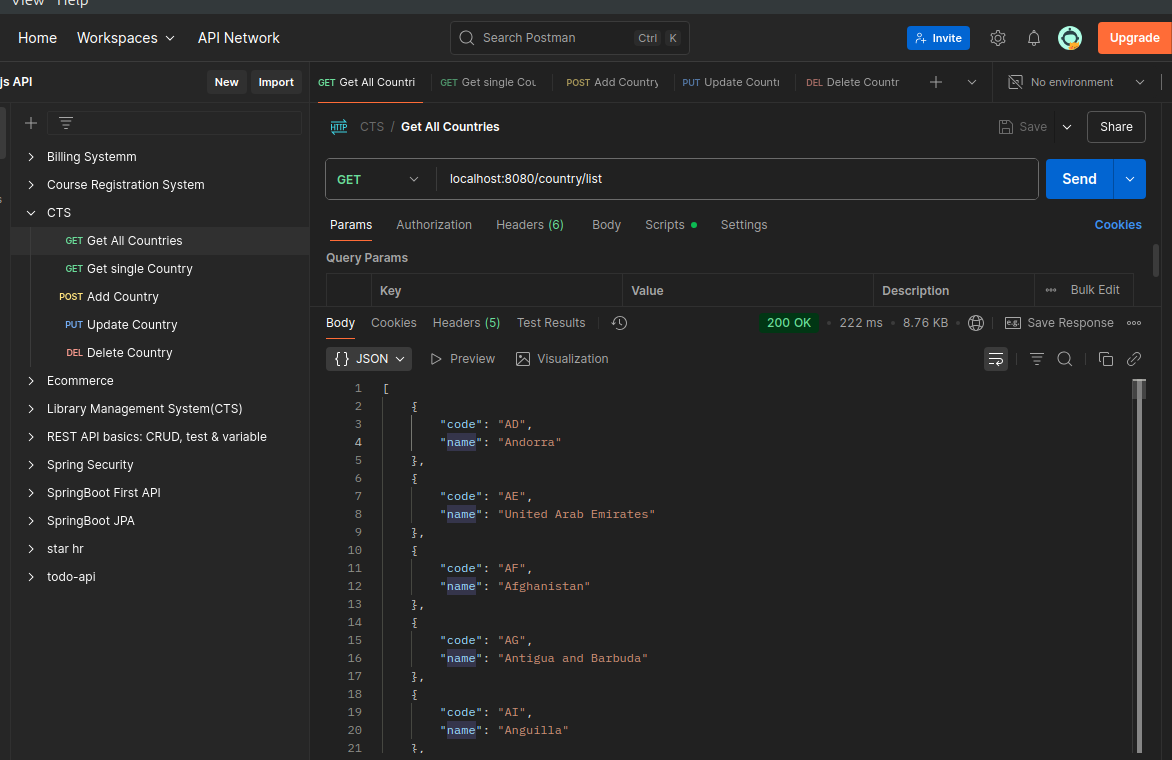 View Help
Home Workspaces API Network Search Postman Ctrl K Invite Upgrade
js API New Import GET Get All Countri GET Get single Cou POST Add Country PUT Update Countr DEL Delete Countr No environment
CTS / Get All Countries Save Share
Billing Systemm
Course Registration System
CTS
GET Get All Countries
GET Get single Country
POST Add Country
PUT Update Country
DEL Delete Country
Ecommerce
Library Management System(CTS)
REST API basics: CRUD, test & variable
Spring Security
SpringBoot First API
SpringBoot JPA
star hr
todo-api
HTTP
GET localhost:8080/country/list Send
Params Authorization Headers (6) Body Scripts Settings Cookies
Query Params
Key Value Description Bulk Edit
Body Cookies Headers (5) Test Results 200 OK 222 ms 8.76 KB e.g. Save Response
{} JSON Preview Visualization
1 [
2 {
3 "code": "AD",
4 "name": "Andorra"
5 },
6 {
7 "code": "AE",
8 "name": "United Arab Emirates"
9 },
10 {
11 "code": "AF",
12 "name": "Afghanistan"
13 },
14 {
15 "code": "AG",
16 "name": "Antigua and Barbuda"
17 },
18 {
19 "code": "AI",
20 "name": "Anguilla"
21 },